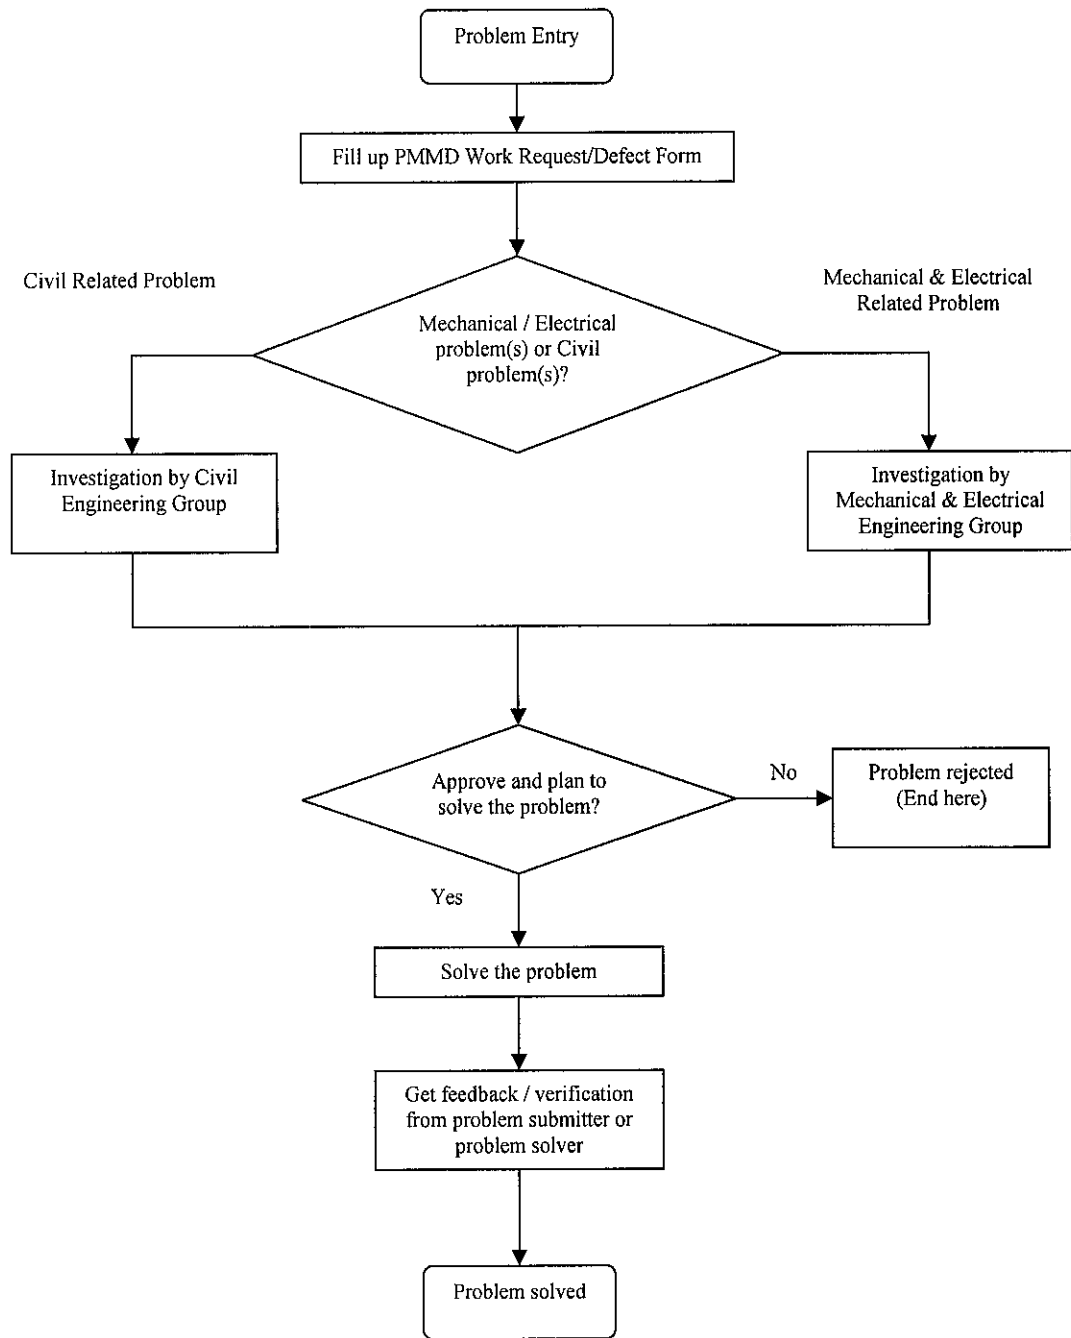 Problem Entry
Fill up PMMD Work Request/Defect Form
Civil Related Problem
Mechanical & Electrical
Related Problem
Mechanical / Electrical
problem(s) or Civil
problem(s)?
Investigation by Civil
Engineering Group
Investigation by
Mechanical & Electrical
Engineering Group
Approve and plan to
solve the problem?
No
Problem rejected
(End here)
Yes
Solve the problem
Get feedback / verification
from problem submitter or
problem solver
Problem solved